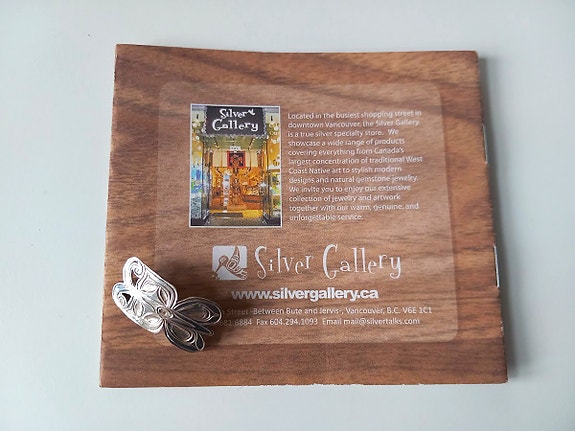 Silver
Gallery
Located in the busiest shopping street in
downtown Vancouver, the Silver Gallery
is a true silver specialty store. We
showcase a wide range of products
covering everything from Canada's
largest concentration of traditional West
Coast Native art to stylish modern
designs and natural gemstone jewelry.
We invite you to enjoy our extensive
collection of jewelry and artwork
together with our warm, genuine, and
unforgettable service.
Silver Gallery
www.silvergallery.ca
Street -Between Bute and Jervis-, Vancouver, B.C. V6E 1C1
6884 Fax 604.294.1093 Email mail@silvertalks.com